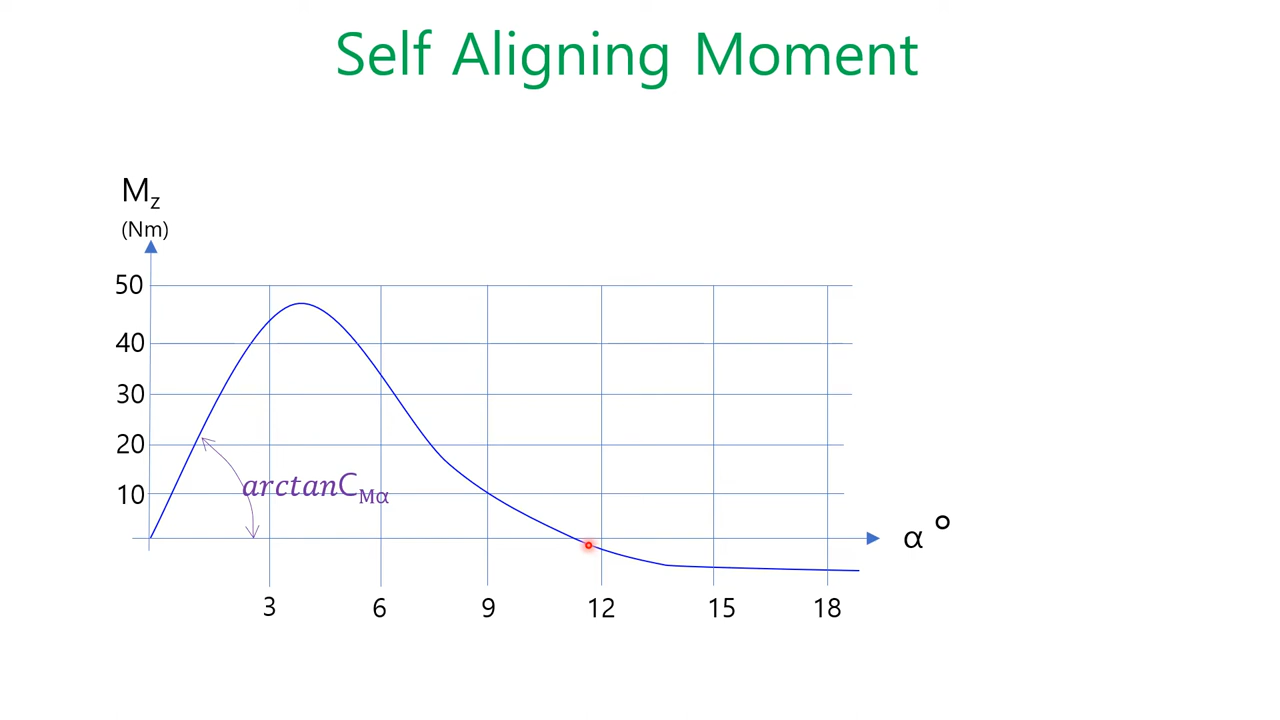 Self Aligning Moment
Mz
(Nm)
50
40
30
20
10
arctanCMα
α °
3 6 9 12 15 18